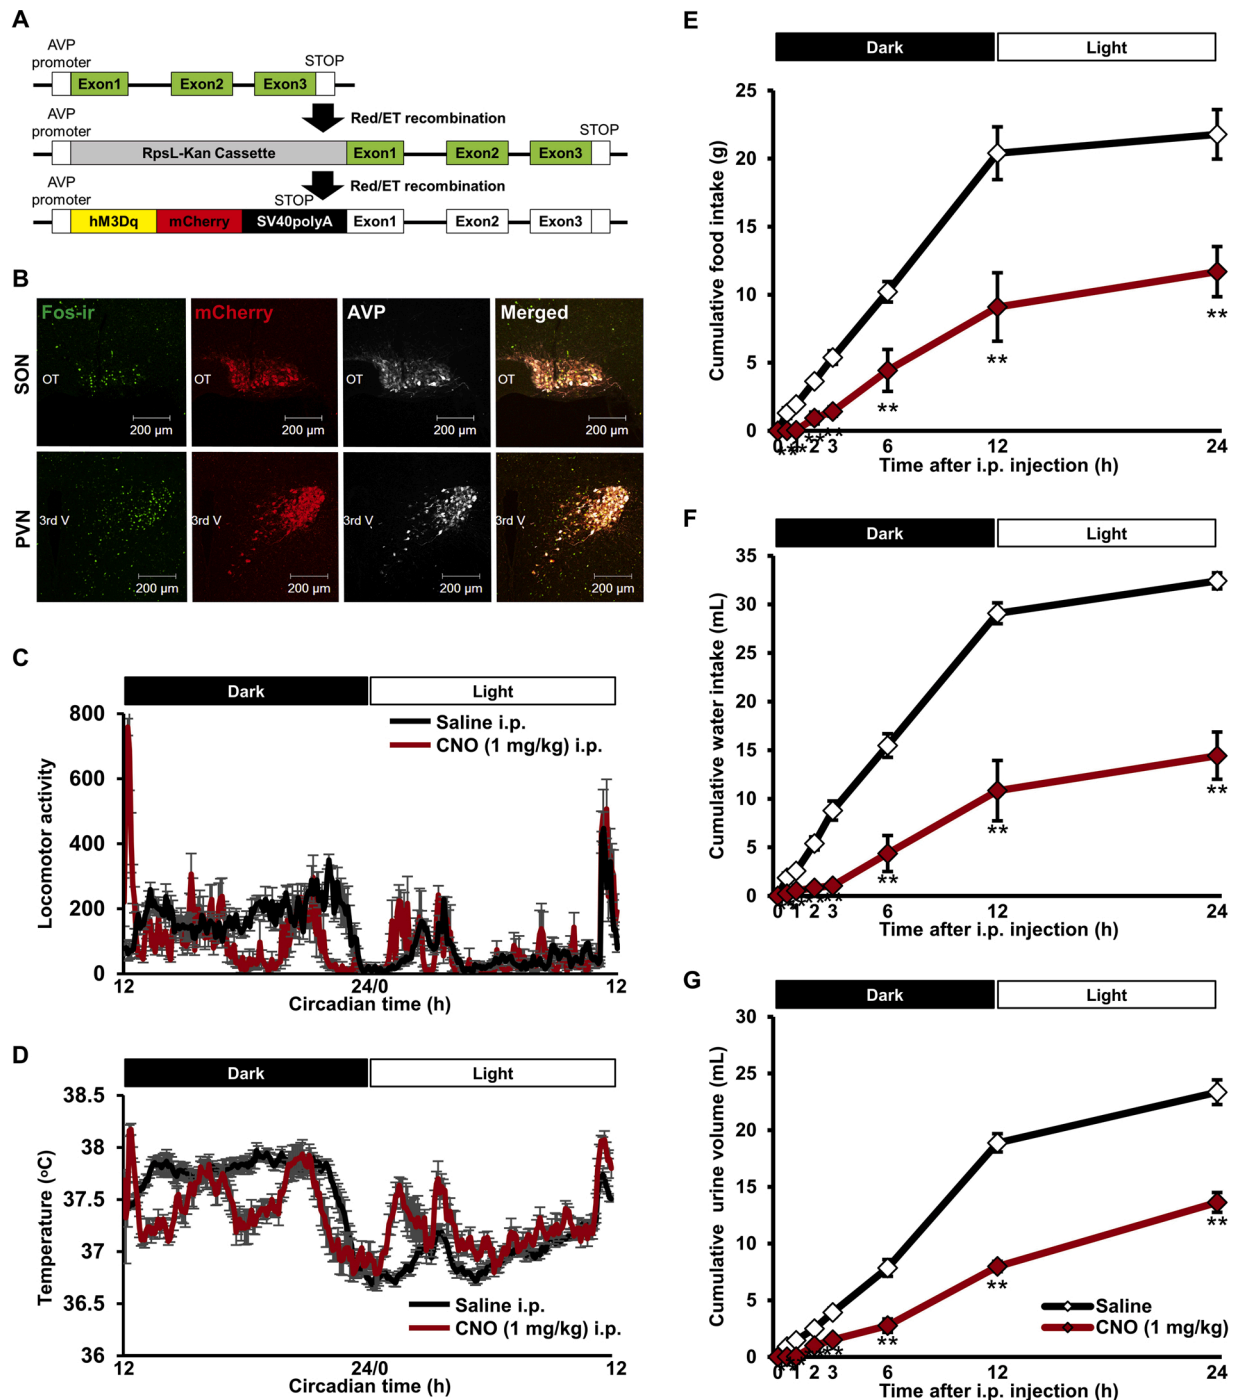 A
AVP
promoter
STOP
Exon1
Exon2
Exon3
Red/ET recombination
AVP
promoter
STOP
RpsL-Kan Cassette
Exon1
Exon2
Exon3
Red/ET recombination
AVP
promoter
STOP
hM3Dq
mCherry
SV40polyA
Exon1
Exon2
Exon3
B
Fos-ir
mCherry
AVP
Merged
SON
OT
OT
OT
200 µm
200 µm
200 µm
200 µm
PVN
3rd V
3rd V
3rd V
3rd V
200 µm
200 µm
200 µm
200 µm
C
Dark
Light
Saline i.p.
CNO (1 mg/kg) i.p.
Locomotor activity
800
600
400
200
0
12
24/0
12
Circadian time (h)
D
Dark
Light
Temperature (oC)
38.5
38
37.5
37
36.5
36
Saline i.p.
CNO (1 mg/kg) i.p.
12
24/0
12
Circadian time (h)
E
Dark
Light
Cumulative food intake (g)
25
20
15
10
5
0
**
**
**
**
**
**
**
0
1
2
3
6
12
24
Time after i.p. injection (h)
F
Dark
Light
Cumulative water intake (mL)
35
30
25
20
15
10
5
0
**
**
**
**
**
**
**
0
1
2
3
6
12
24
Time after i.p. injection (h)
G
Dark
Light
Cumulative urine volume (mL)
30
25
20
15
10
5
0
**
**
**
**
**
**
**
Saline
CNO (1 mg/kg)
0
1
2
3
6
12
24
Time after i.p. injection (h)